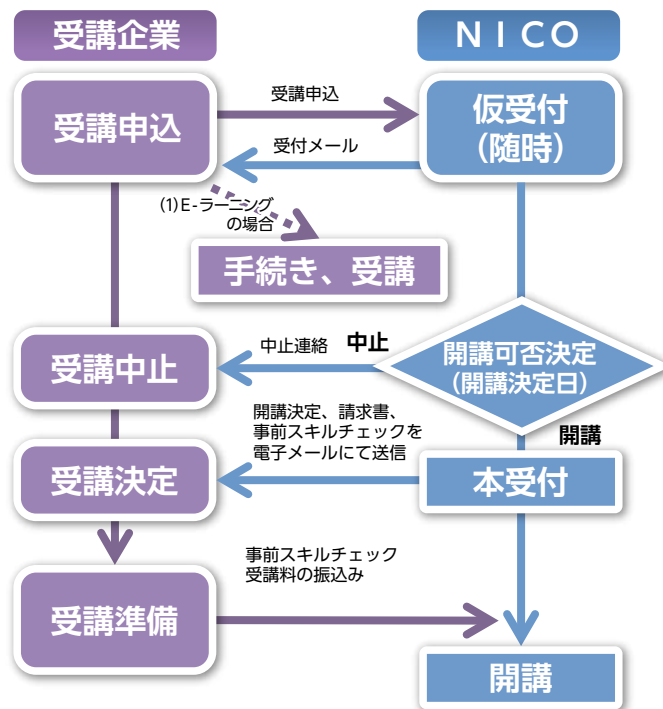 受講企業
ＮＩＣＯ
受講申込
受講申込
仮受付
（随時）
受付メール
(1)E-ラーニング
の場合
手続き、受講
受講中止
中止連絡
中止
開講可否決定
（開講決定日）
開講決定、請求書、
事前スキルチェックを
電子メールにて送信
開講
受講決定
本受付
事前スキルチェック
受講料の振込み
受講準備
開講